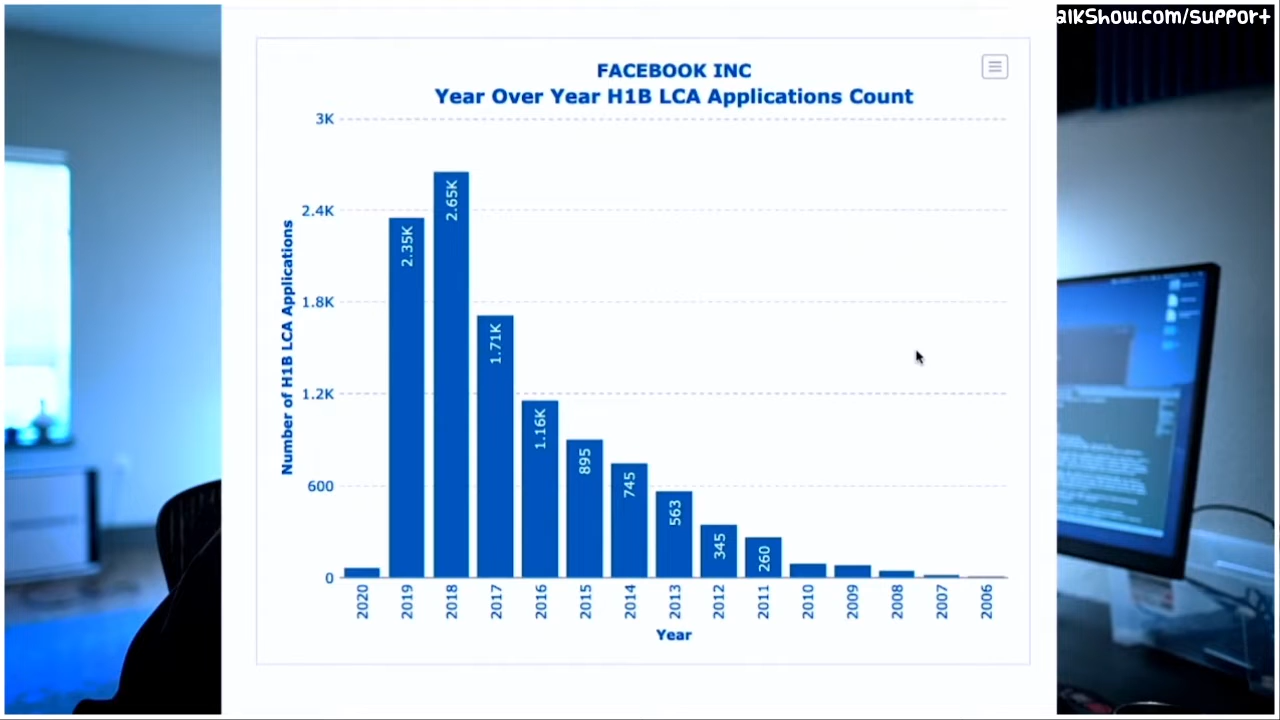 alkShow.com/support
FACEBOOK INC
Year Over Year H1B LCA Applications Count
3K
2.4K
1.8K
1.2K
600
0
Number of H1B LCA Applications
2.35K
2.65K
1.71K
1.16K
895
745
563
345
260
2020
2019
2018
2017
2016
2015
2014
2013
2012
2011
2010
2009
2008
2007
2006
Year